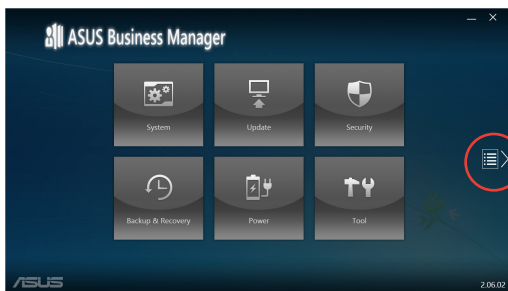 ASUS Business Manager
System
Update
Security
Backup & Recovery
Power
Tool
ASUS
2.06.02